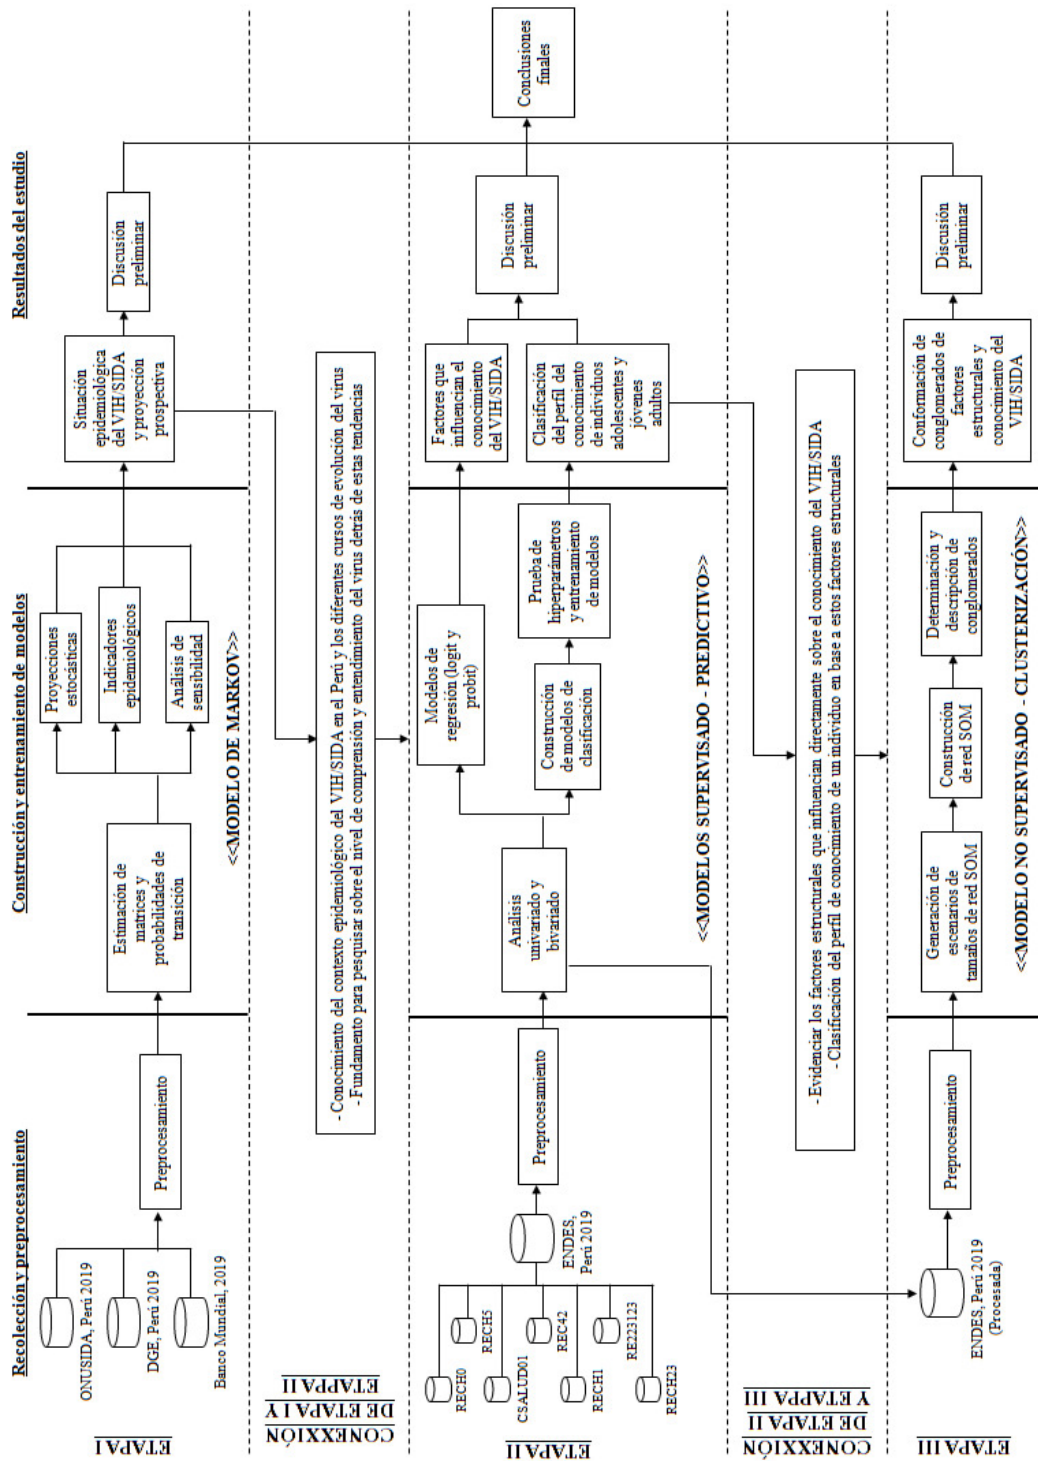 Recolección y preprocesamiento
Construcción y entrenamiento de modelos
Resultados del estudio
ETAPA I
ONUSIDA, Perú 2019
DGE, Perú 2019
Banco Mundial, 2019
Preprocesamiento
Estimación de
matrices y
probabilidades de
transición
Proyecciones
estocásticas
Indicadores
epidemiológicos
Análisis de
sensibilidad
<<MODELO DE MARKOV>>
Situación
epidemiológica
del VIH/SIDA
y proyección
prospectiva
Discusión
preliminar
CONEXXIÓN
DE ETAPA I Y
ETAPPA II
- Conocimiento del contexto epidemiológico del VIH/SIDA en el Perú y los diferentes cursos de evolución del virus
- Fundamento para pesquisar sobre el nivel de comprensión y entendimiento del virus detrás de estas tendencias
ETAPA II
RECH0
RECH5
CSALUD01
REC42
RECH1
RE223123
RECH23
ENDES,
Perú 2019
Preprocesamiento
Análisis
univariado y
bivariado
Modelos de
regresión (logit y
probit)
Construcción
de modelos de
clasificación
Prueba de
hiperparámetros
y entrenamiento
de modelos
<<MODELOS SUPERVISADO - PREDICTIVO>>
Factores que
influencian el
conocimiento
del VIH/SIDA
Clasificación
del perfil del
conocimiento
de individuos
adolescentes y
jóvenes
adultos
Discusión
preliminar
Conclusiones
finales
CONEXXIÓN
DE ETAPA II
Y ETAPPA III
- Evidenciar los factores estructurales que influencian directamente sobre el conocimiento del VIH/SIDA
- Clasificación del perfil de conocimiento de un individuo en base a estos factores estructurales
ETAPA III
ENDES, Perú 2019
(Procesada)
Preprocesamiento
Generación de
escenarios de
tamaños de red SOM
Construcción
de red SOM
Determinación y
descripción de
conglomerados
<<MODELO NO SUPERVISADO - CLUSTERIZACIÓN>>
Conformación de
conglomerados de
factores
estructurales y
conocimiento del
VIH/SIDA
Discusión
preliminar